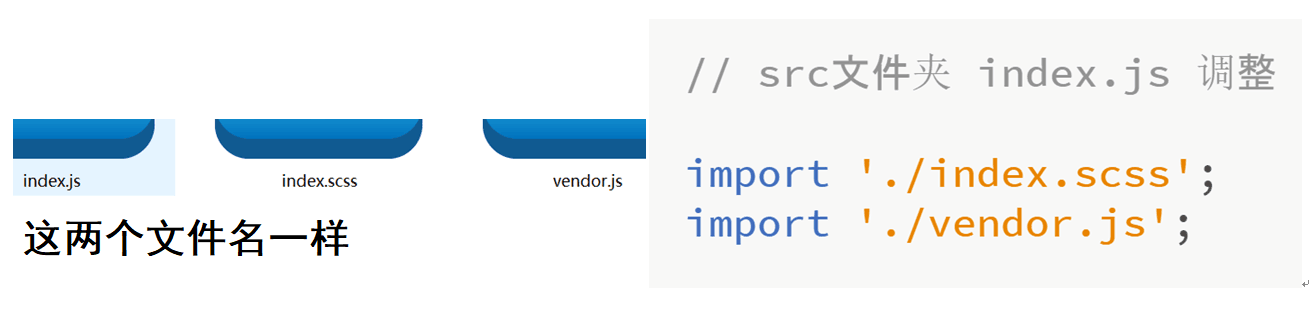 index.js index.scss vendor.js
这两个文件名一样
// src文件夹 index.js 调整
import './index.scss';
import './vendor.js';